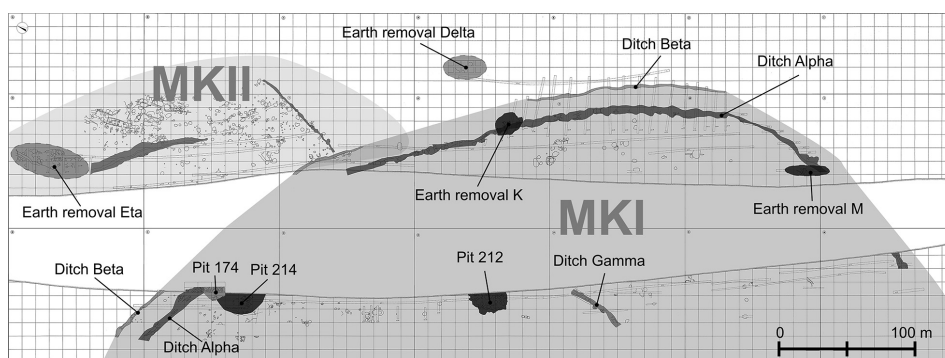 Earth removal Delta
Ditch Beta
Ditch Alpha
MKII
Earth removal Eta
Earth removal K
Earth removal M
MKI
Ditch Beta
Pit 174
Pit 214
Pit 212
Ditch Gamma
Ditch Alpha
0 100 m